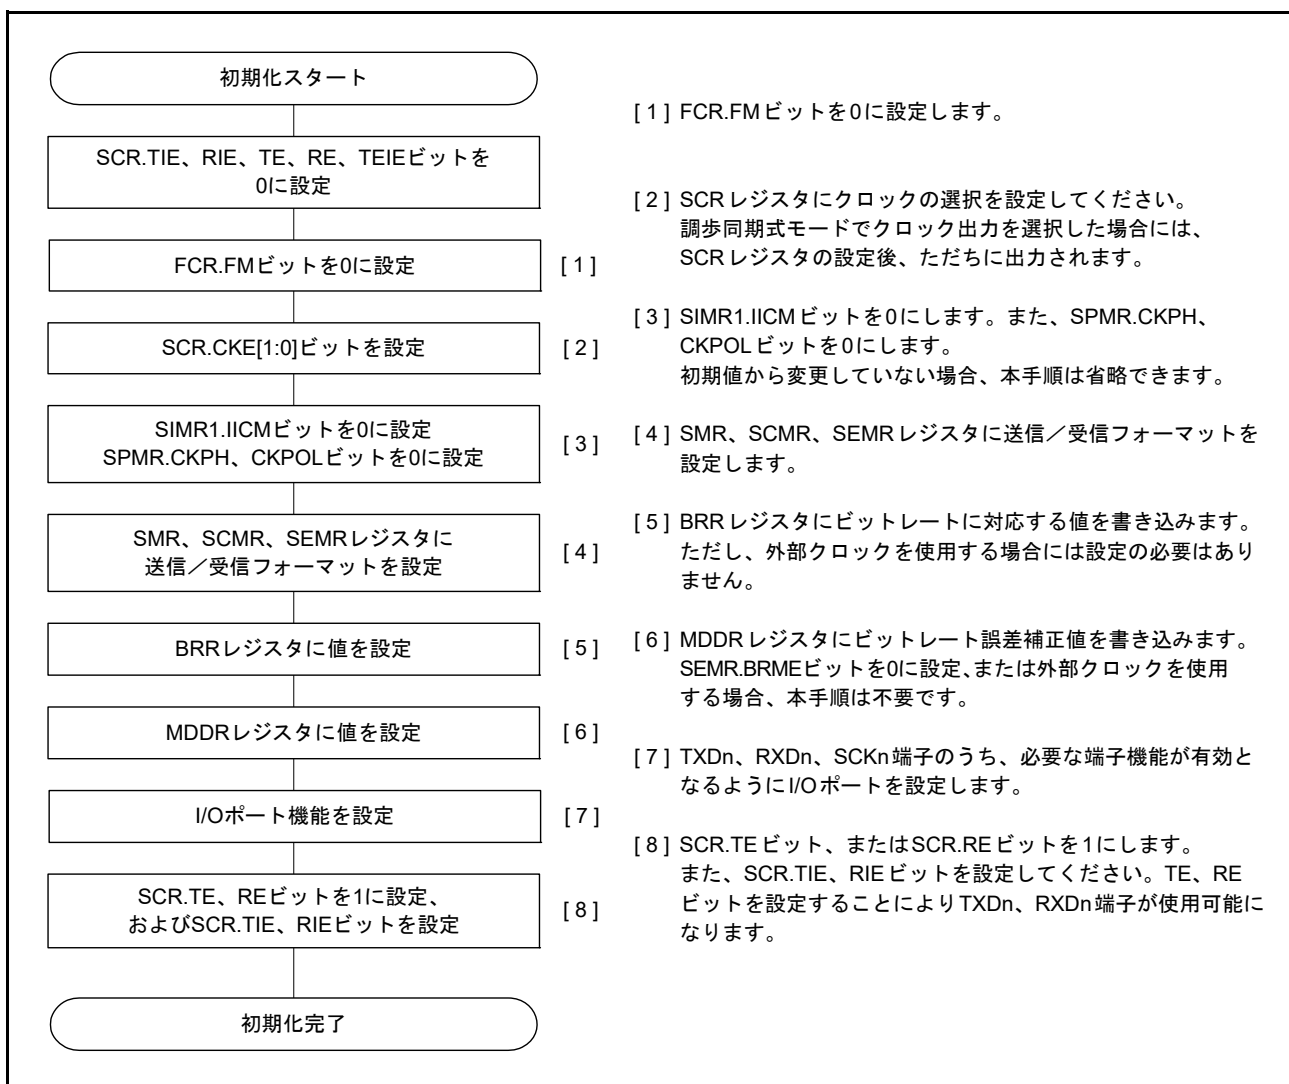 初期化スタート
SCR.TIE、RIE、TE、RE、TEIEビットを
0に設定
FCR.FMビットを0に設定
[ 1 ]
SCR.CKE[1:0]ビットを設定
[ 2 ]
SIMR1.IICMビットを0に設定
SPMR.CKPH、CKPOLビットを0に設定
[ 3 ]
SMR、SCMR、SEMRレジスタに
送信／受信フォーマットを設定
[ 4 ]
BRRレジスタに値を設定
[ 5 ]
MDDRレジスタに値を設定
[ 6 ]
I/Oポート機能を設定
[ 7 ]
SCR.TE、REビットを1に設定、
およびSCR.TIE、RIEビットを設定
[ 8 ]
初期化完了
[ 1 ] FCR.FMビットを0に設定します。
[ 2 ] SCRレジスタにクロックの選択を設定してください。
調歩同期式モードでクロック出力を選択した場合には、
SCRレジスタの設定後、ただちに出力されます。
[ 3 ] SIMR1.IICMビットを0にします。また、SPMR.CKPH、
CKPOLビットを0にします。
初期値から変更していない場合、本手順は省略できます。
[ 4 ] SMR、SCMR、SEMRレジスタに送信／受信フォーマットを
設定します。
[ 5 ] BRRレジスタにビットレートに対応する値を書き込みます。
ただし、外部クロックを使用する場合には設定の必要はあり
ません。
[ 6 ] MDDRレジスタにビットレート誤差補正値を書き込みます。
SEMR.BRMEビットを0に設定、または外部クロックを使用
する場合、本手順は不要です。
[ 7 ] TXDn、RXDn、SCKn端子のうち、必要な端子機能が有効と
なるようにI/Oポートを設定します。
[ 8 ] SCR.TEビット、またはSCR.REビットを1にします。
また、SCR.TIE、RIEビットを設定してください。TE、RE
ビットを設定することによりTXDn、RXDn端子が使用可能に
なります。